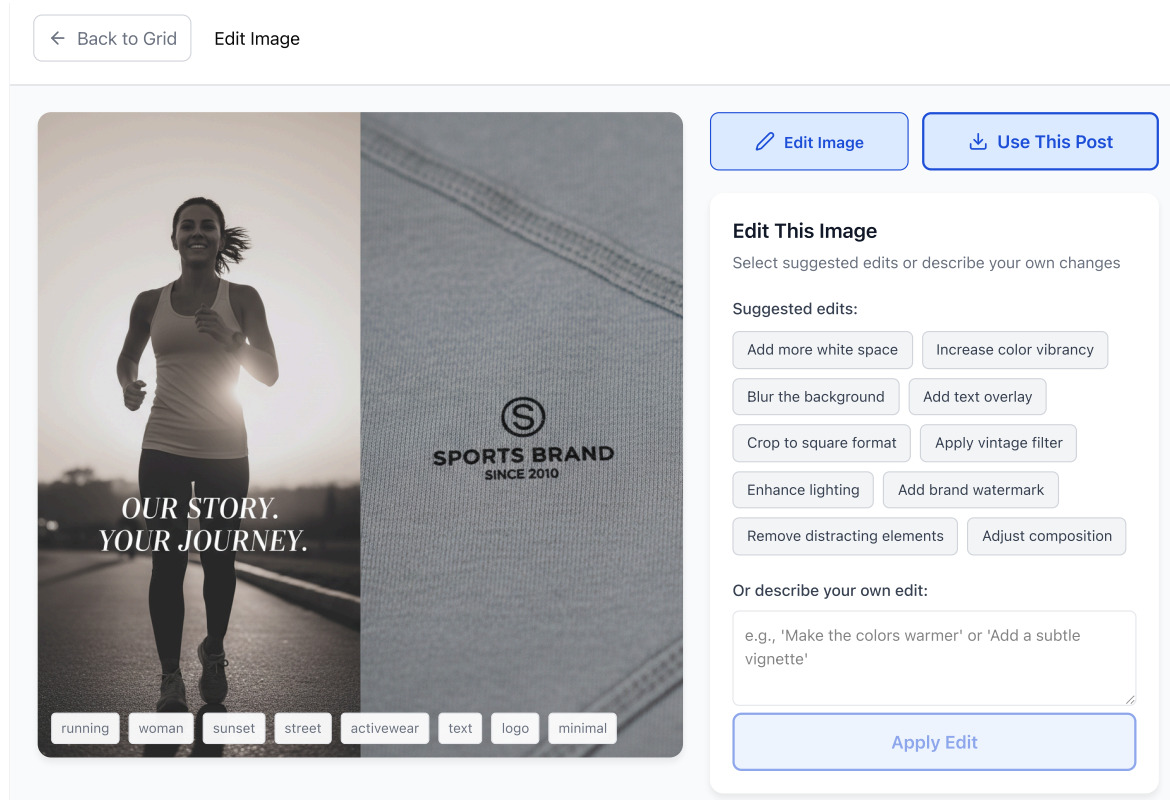 Back to Grid
Edit Image
Edit Image
Use This Post
OUR STORY.
YOUR JOURNEY.
S
SPORTS BRAND
SINCE 2010
running
woman
sunset
street
activewear
text
logo
minimal
Edit This Image
Select suggested edits or describe your own changes
Suggested edits:
Add more white space
Increase color vibrancy
Blur the background
Add text overlay
Crop to square format
Apply vintage filter
Enhance lighting
Add brand watermark
Remove distracting elements
Adjust composition
Or describe your own edit:
e.g., 'Make the colors warmer' or 'Add a subtle
vignette'
Apply Edit